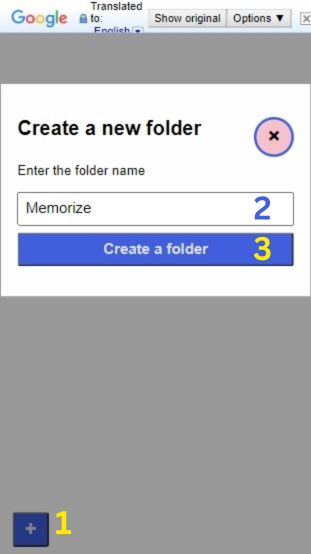 Google
Translated
to:
English
Show original
Options ▼
×
Create a new folder
×
Enter the folder name
Memorize
2
Create a folder
3
+
1